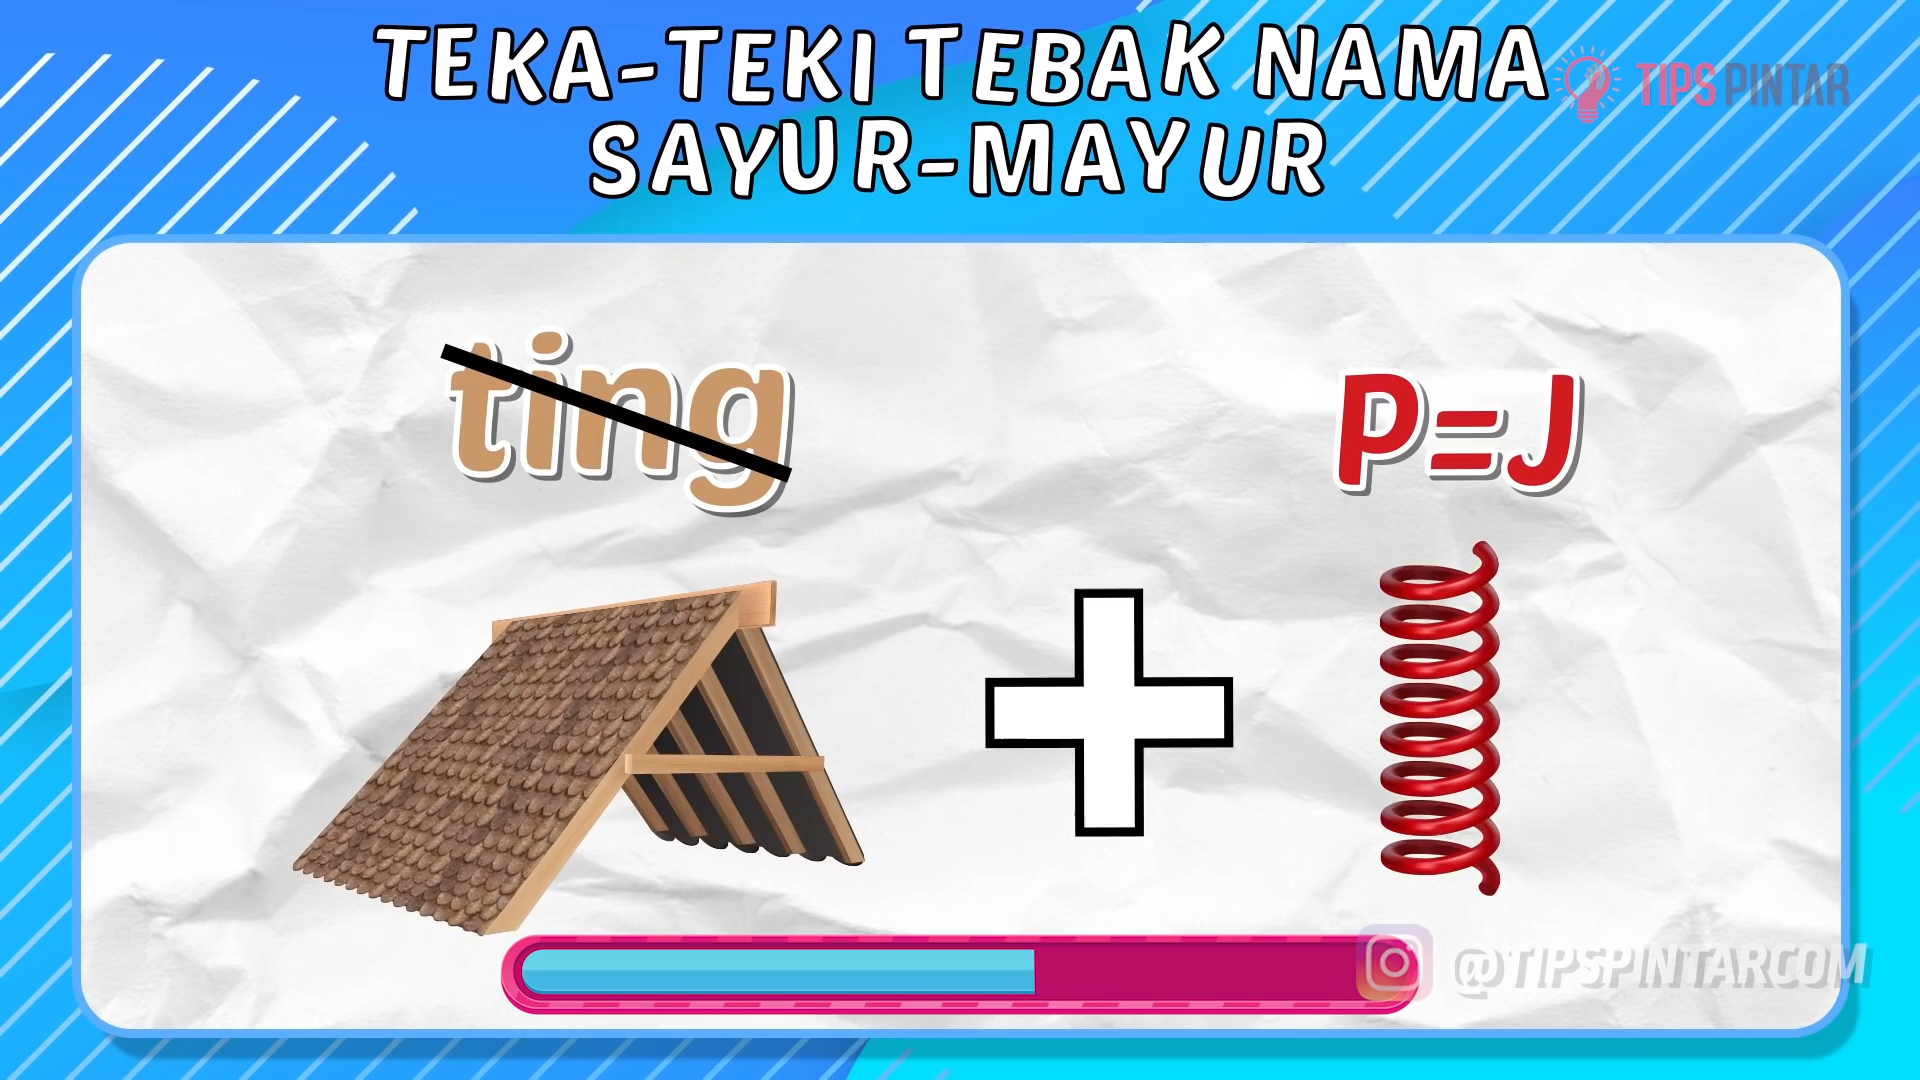 TEKA-TEKI TEBAK NAMA
SAYUR-MAYUR
TIPS PINTAR
ting
P=J
@TIPSPINTARCOM